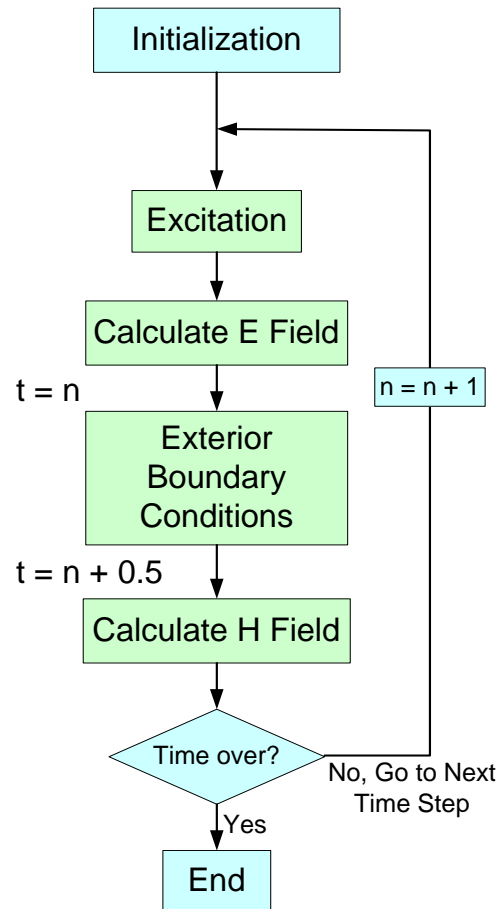 Initialization
Excitation
Calculate E Field
t = n
n = n + 1
Exterior
Boundary
Conditions
t = n + 0.5
Calculate H Field
Time over?
No, Go to Next
Time Step
Yes
End